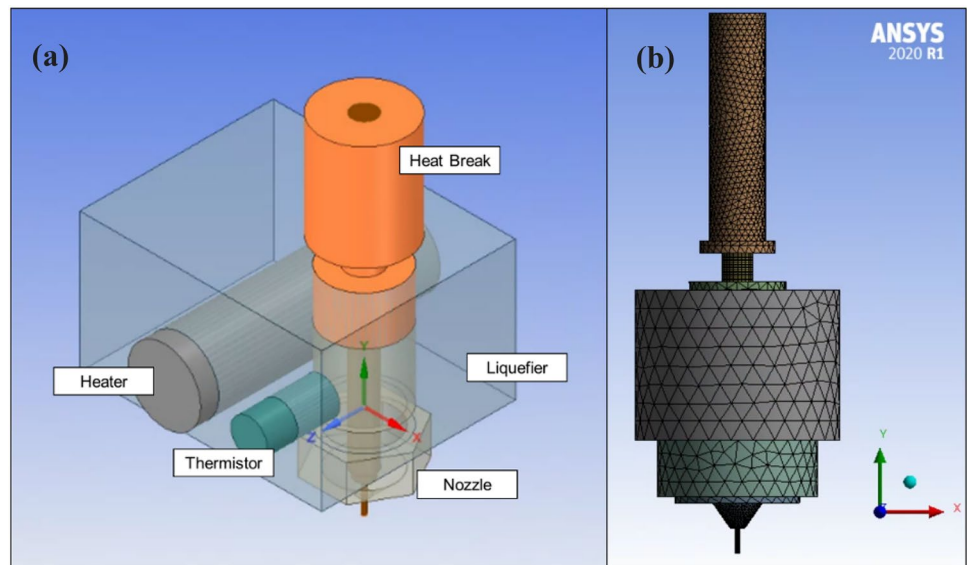 (a)
Heat Break
Heater
Liquefier
Thermistor
Nozzle
Y
X
Z
(b)
ANSYS
2020 R1
Y
X